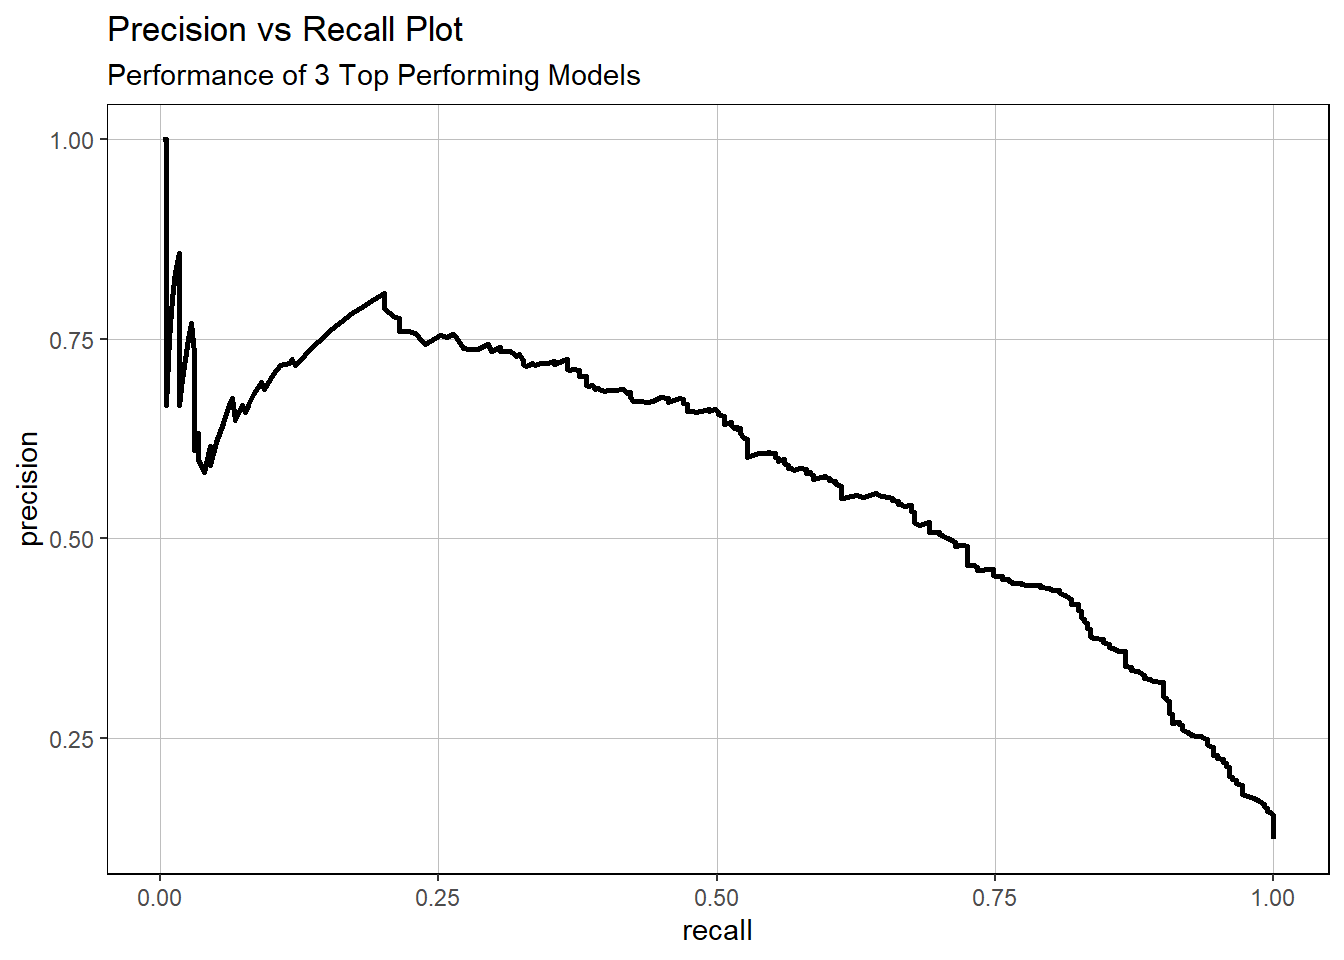 Precision vs Recall Plot
Performance of 3 Top Performing Models
1.00
0.75
0.50
0.25
precision
0.00
0.25
0.50
0.75
1.00
recall